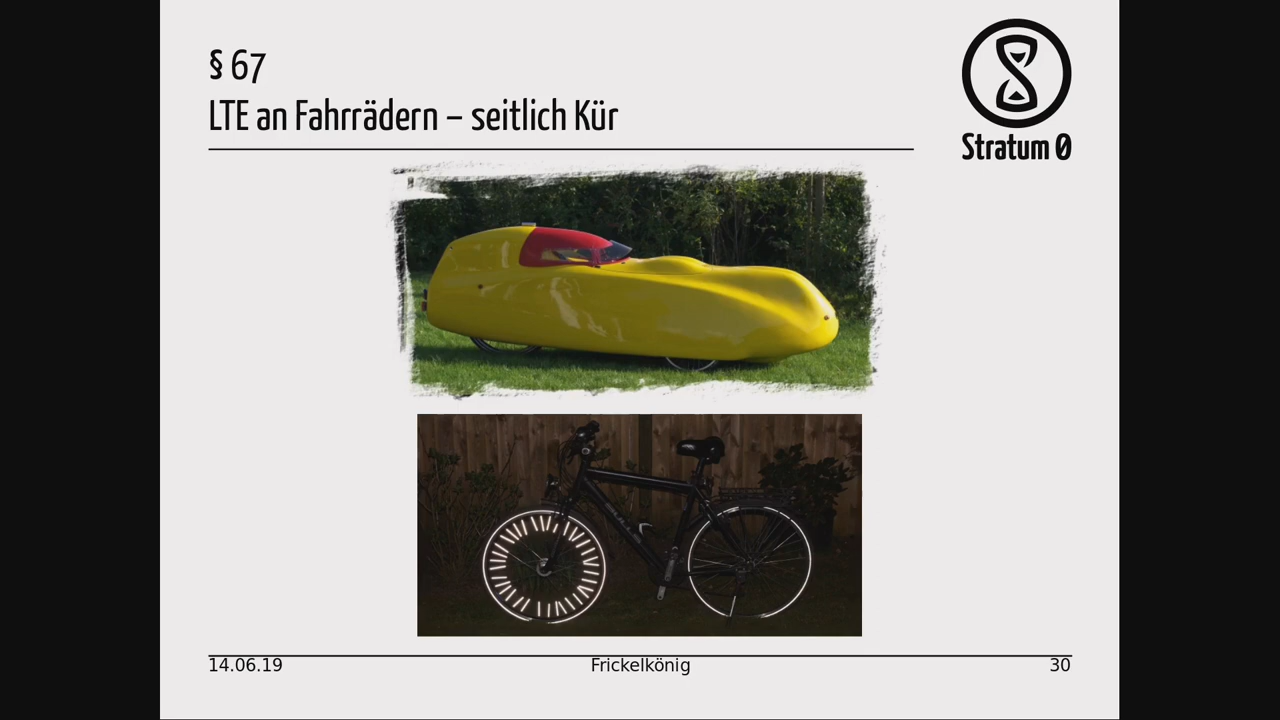 § 67
LTE an Fahrrädern – seitlich Kür
Stratum 0
14.06.19
Frickelkönig
30